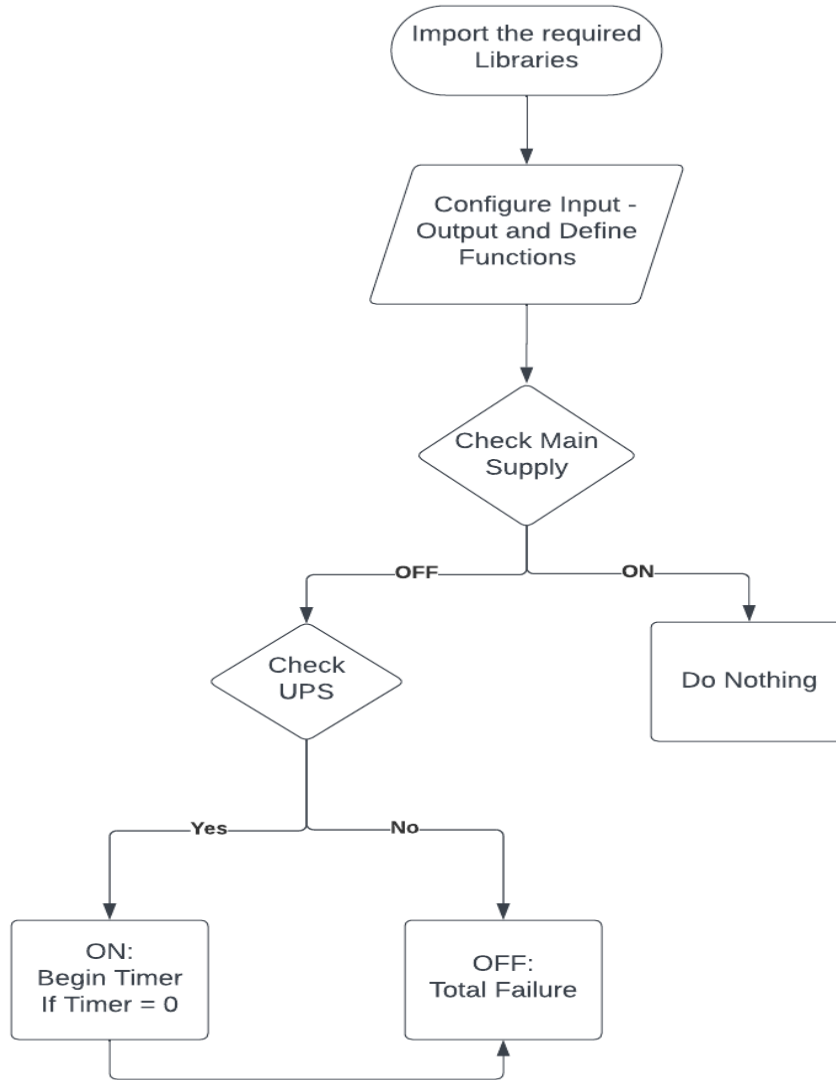 Import the required
Libraries
Configure Input -
Output and Define
Functions
Check Main
Supply
OFF
ON
Check
UPS
Do Nothing
Yes
No
ON:
Begin Timer
If Timer = 0
OFF:
Total Failure